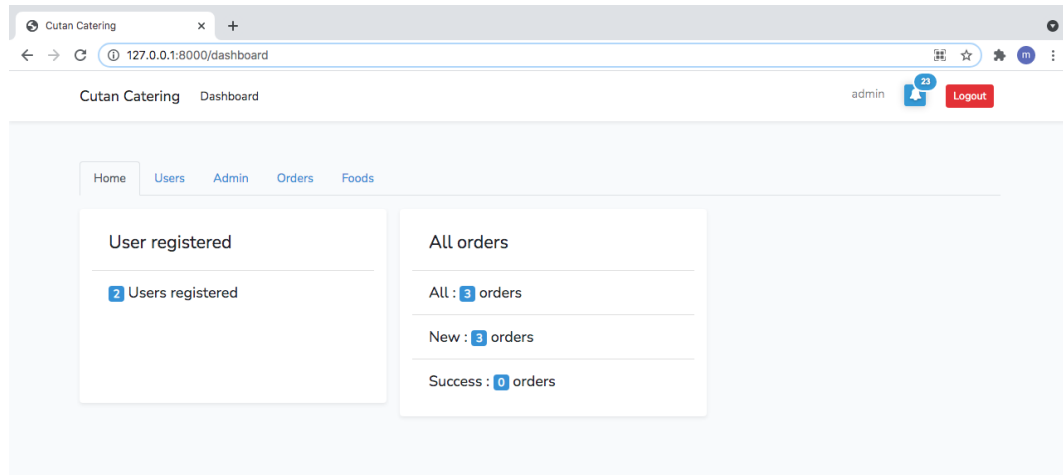 Cutan Catering
127.0.0.1:8000/dashboard
m
Cutan Catering Dashboard admin 23 Logout
Home Users Admin Orders Foods
User registered
2 Users registered
All orders
All : 3 orders
New : 3 orders
Success : 0 orders